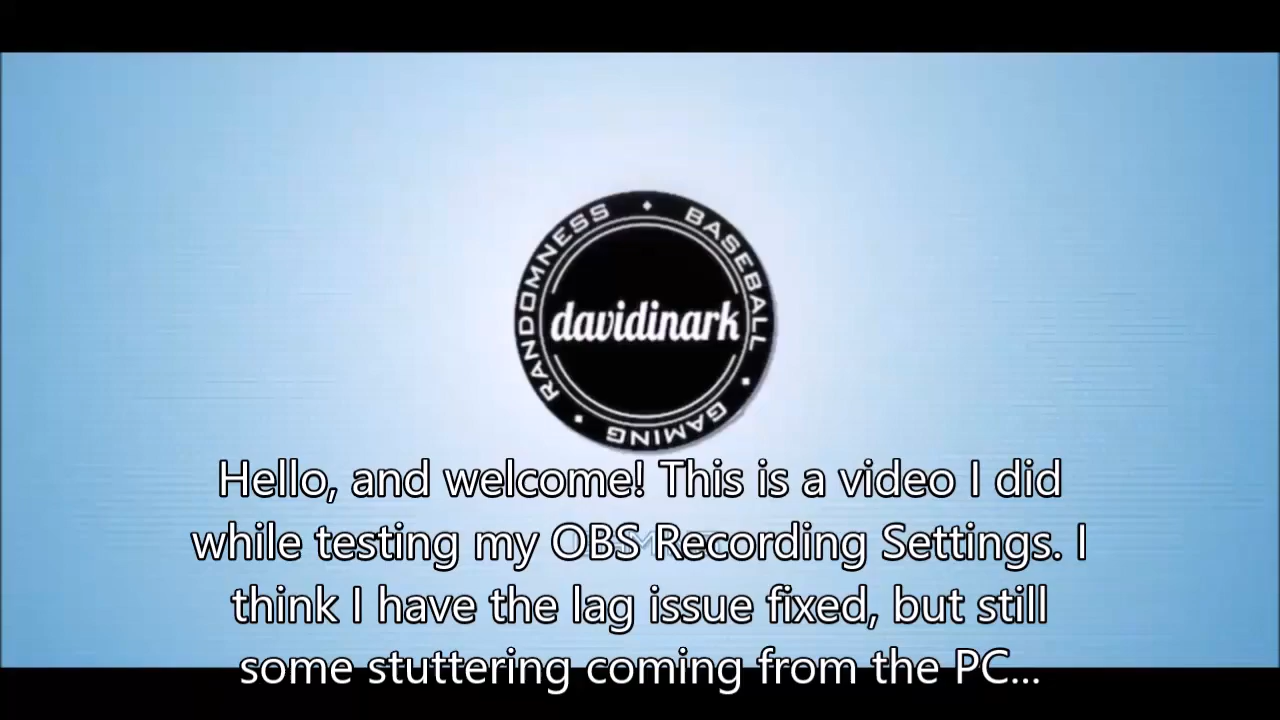 RANDOMNESS • BASEBALL • GAMING •
davidinark
Hello, and welcome! This is a video I did
while testing my OBS Recording Settings. I
think I have the lag issue fixed, but still
some stuttering coming from the PC...